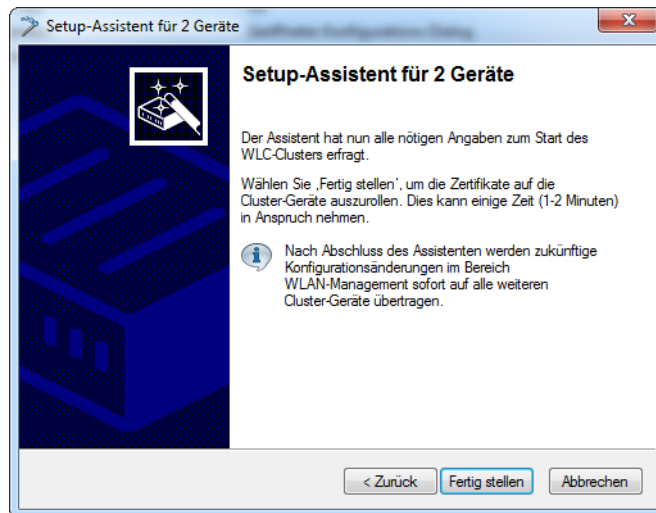 Setup-Assistent für 2 Geräte
Setup-Assistent für 2 Geräte
Der Assistent hat nun alle nötigen Angaben zum Start des
WLC-Clusters erfragt.
Wählen Sie ‚Fertig stellen‘, um die Zertifikate auf die
Cluster-Geräte auszurollen. Dies kann einige Zeit (1-2 Minuten)
in Anspruch nehmen.
Nach Abschluss des Assistenten werden zukünftige
Konfigurationsänderungen im Bereich
WLAN-Management sofort auf alle weiteren
Cluster-Geräte übertragen.
< Zurück
Fertig stellen
Abbrechen